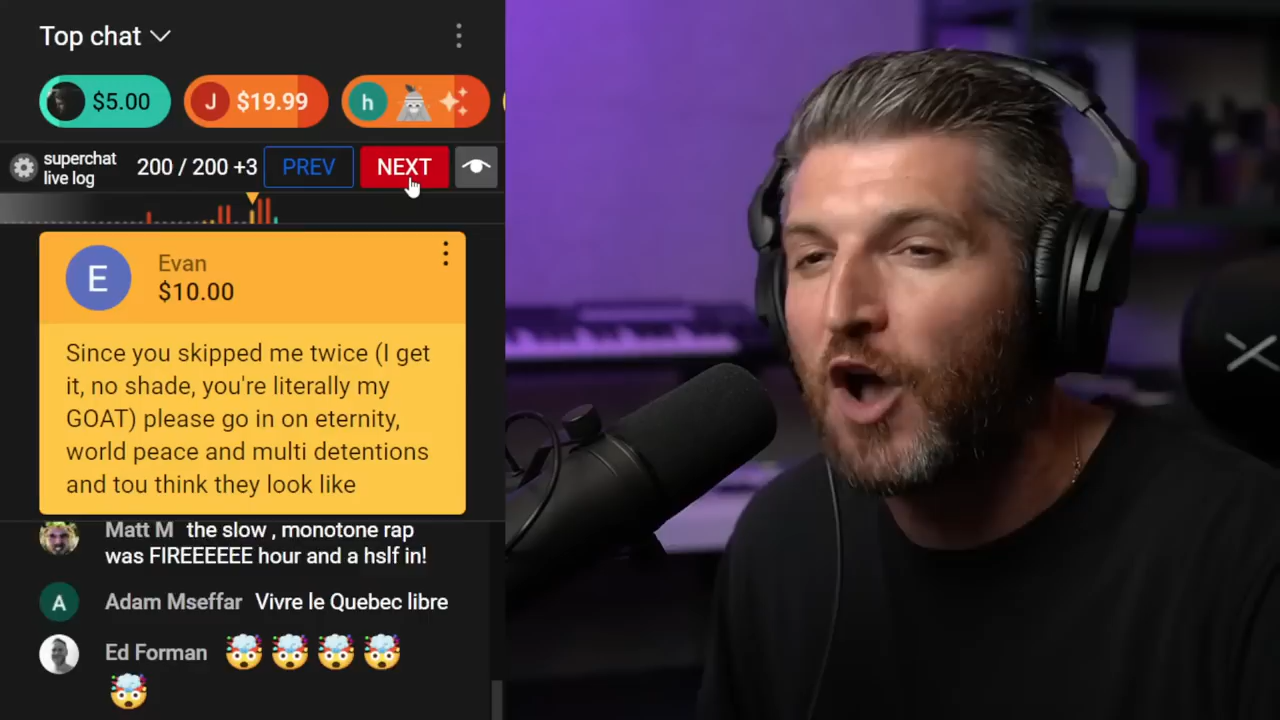 Top chat
$5.00
J $19.99
h
superchat
live log
200 / 200 +3
PREV
NEXT
E
Evan
$10.00
Since you skipped me twice (I get
it, no shade, you're literally my
GOAT) please go in on eternity,
world peace and multi detentions
and tou think they look like
Matt M the slow , monotone rap
was FIREEEEEE hour and a hslf in!
A Adam Mseffar Vivre le Quebec libre
Ed Forman